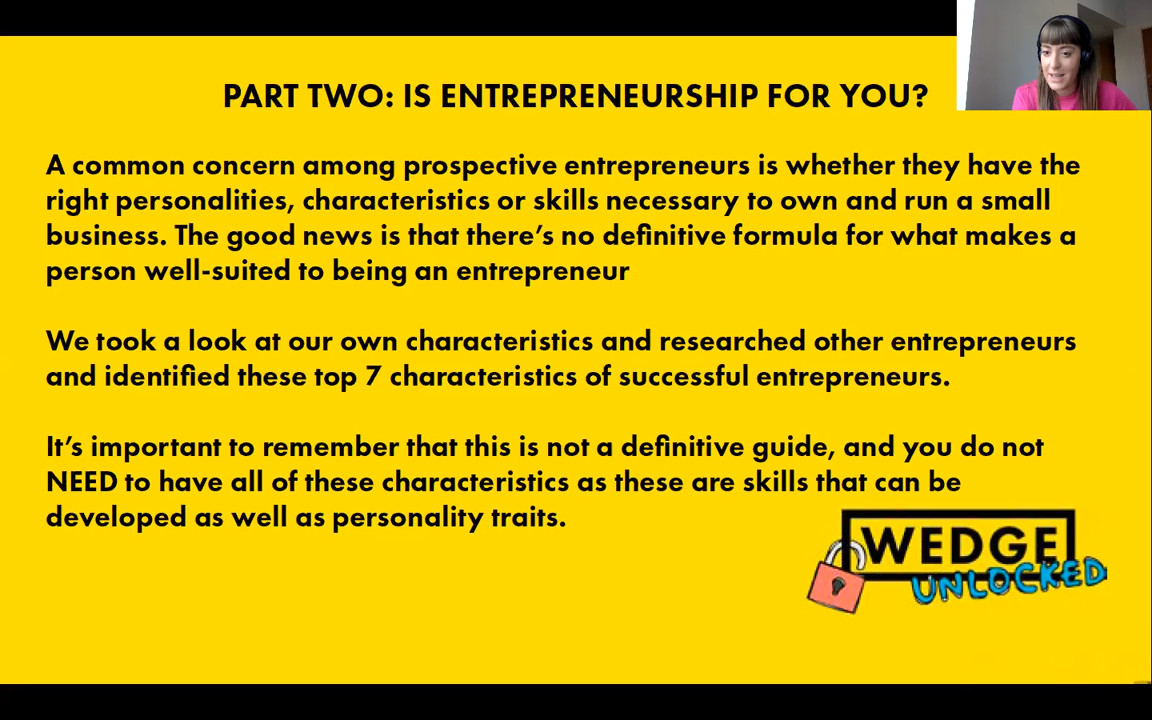 PART TWO: IS ENTREPRENEURSHIP FOR YOU?
A common concern among prospective entrepreneurs is whether they have the
right personalities, characteristics or skills necessary to own and run a small
business. The good news is that there's no definitive formula for what makes a
person well-suited to being an entrepreneur
We took a look at our own characteristics and researched other entrepreneurs
and identified these top 7 characteristics of successful entrepreneurs.
It's important to remember that this is not a definitive guide, and you do not
NEED to have all of these characteristics as these are skills that can be
developed as well as personality traits.
WEDGE
UNLOCKED